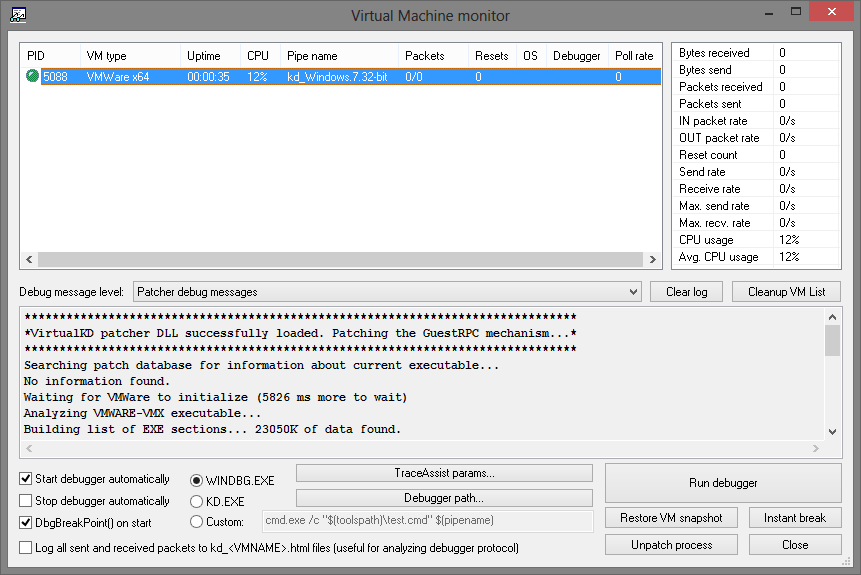 Virtual Machine monitor
PID VM type Uptime CPU Pipe name Packets Resets OS Debugger Poll rate
5088 VMWare x64 00:00:35 12% kd_Windows.7.32-bit 0/0 0 0
Bytes received 0
Bytes send 0
Packets received 0
Packets sent 0
IN packet rate 0/s
OUT packet rate 0/s
Reset count 0
Send rate 0/s
Receive rate 0/s
Max. send rate 0/s
Max. recv. rate 0/s
CPU usage 12%
Avg. CPU usage 12%
Debug message level: Patcher debug messages Clear log Cleanup VM List
*******************************************************************************
*VirtualKD patcher DLL successfully loaded. Patching the GuestRPC mechanism...*
*******************************************************************************
Searching patch database for information about current executable...
No information found.
Waiting for VMWare to initialize (5826 ms more to wait)
Analyzing VMWARE-VMX executable...
Building list of EXE sections... 23050K of data found.
Start debugger automatically
Stop debugger automatically
DbgBreakPoint() on start
WINDBG.EXE
KD.EXE
Custom:
TraceAssist params...
Debugger path...
cmd.exe /c "$(toolspath)\test.cmd" $(pipename)
Run debugger
Restore VM snapshot Instant break
Log all sent and received packets to kd_<VMNAME>.html files (useful for analyzing debugger protocol)
Unpatch process Close